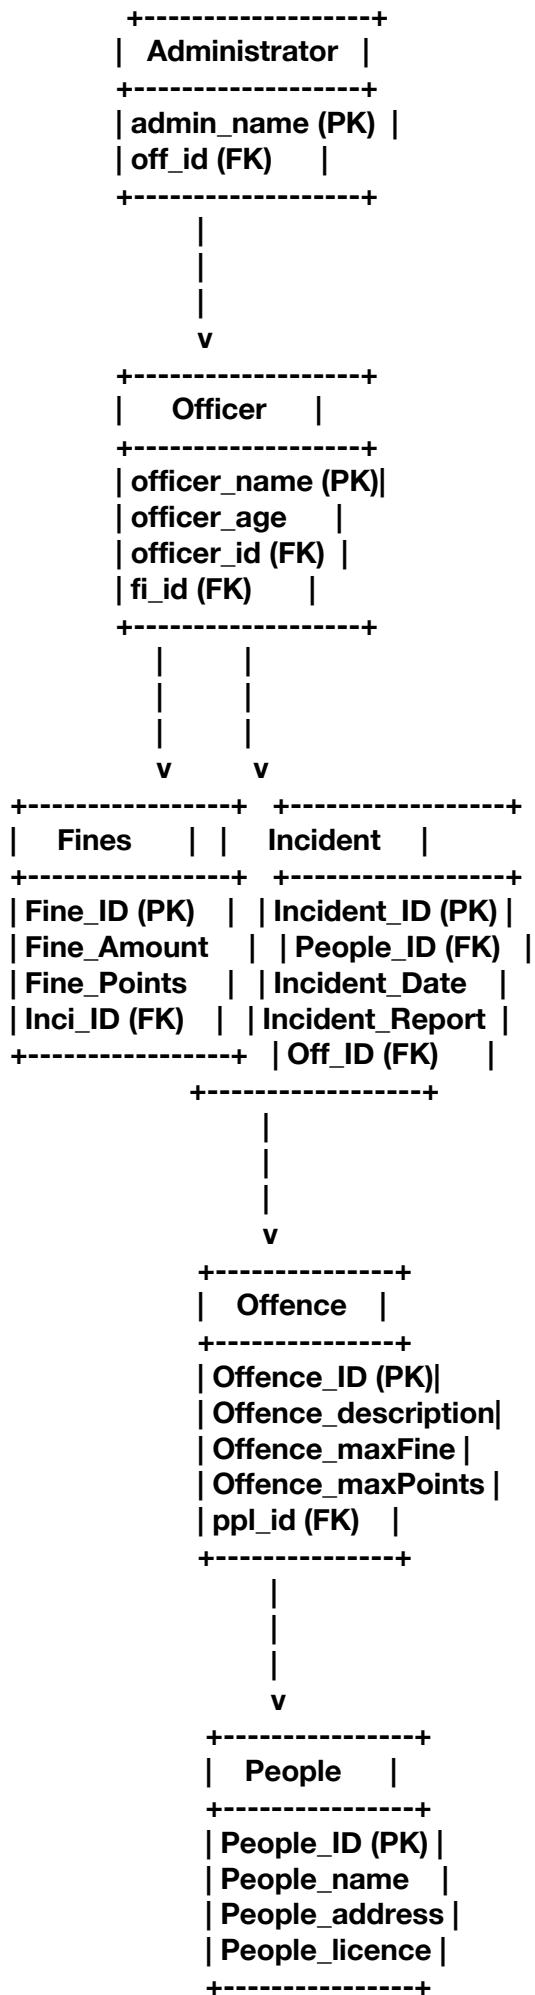 +-------------------+
| Administrator |
+-------------------+
| admin_name (PK) |
| off_id (FK) |
+-------------------+
|
|
|
v
+-------------------+
| Officer |
+-------------------+
| officer_name (PK)|
| officer_age |
| officer_id (FK) |
| fi_id (FK) |
+-------------------+
| |
| |
| |
v v
+-----------------+ +------------------+
| Fines | | Incident |
+-----------------+ +------------------+
| Fine_ID (PK) | | Incident_ID (PK) |
| Fine_Amount | | People_ID (FK) |
| Fine_Points | | Incident_Date |
| Inci_ID (FK) | | Incident_Report |
+-----------------+ | Off_ID (FK) |
+------------------+
|
|
|
v
+---------------+
| Offence |
+---------------+
| Offence_ID (PK)|
| Offence_description|
| Offence_maxFine |
| Offence_maxPoints |
| ppl_id (FK) |
+---------------+
|
|
|
v
+----------------+
| People |
+----------------+
| People_ID (PK) |
| People_name |
| People_address |
| People_licence |
+----------------+